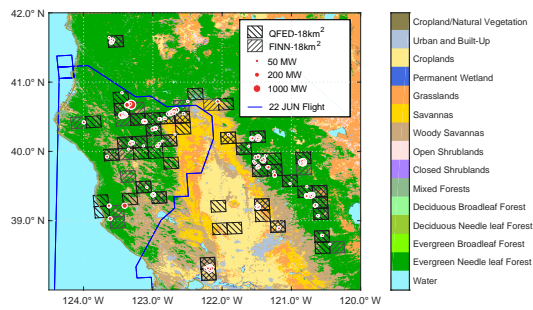 42.0° N
41.0° N
40.0° N
39.0° N
124.0° W
123.0° W
122.0° W
121.0° W
120.0° W
QFED-18km²
FINN-18km²
50 MW
200 MW
1000 MW
22 JUN Flight
Cropland/Natural Vegetation
Urban and Built-Up
Croplands
Permanent Wetland
Grasslands
Savannas
Woody Savannas
Open Shrublands
Closed Shrublands
Mixed Forests
Deciduous Broadleaf Forest
Deciduous Needle leaf Forest
Evergreen Broadleaf Forest
Evergreen Needle leaf Forest
Water